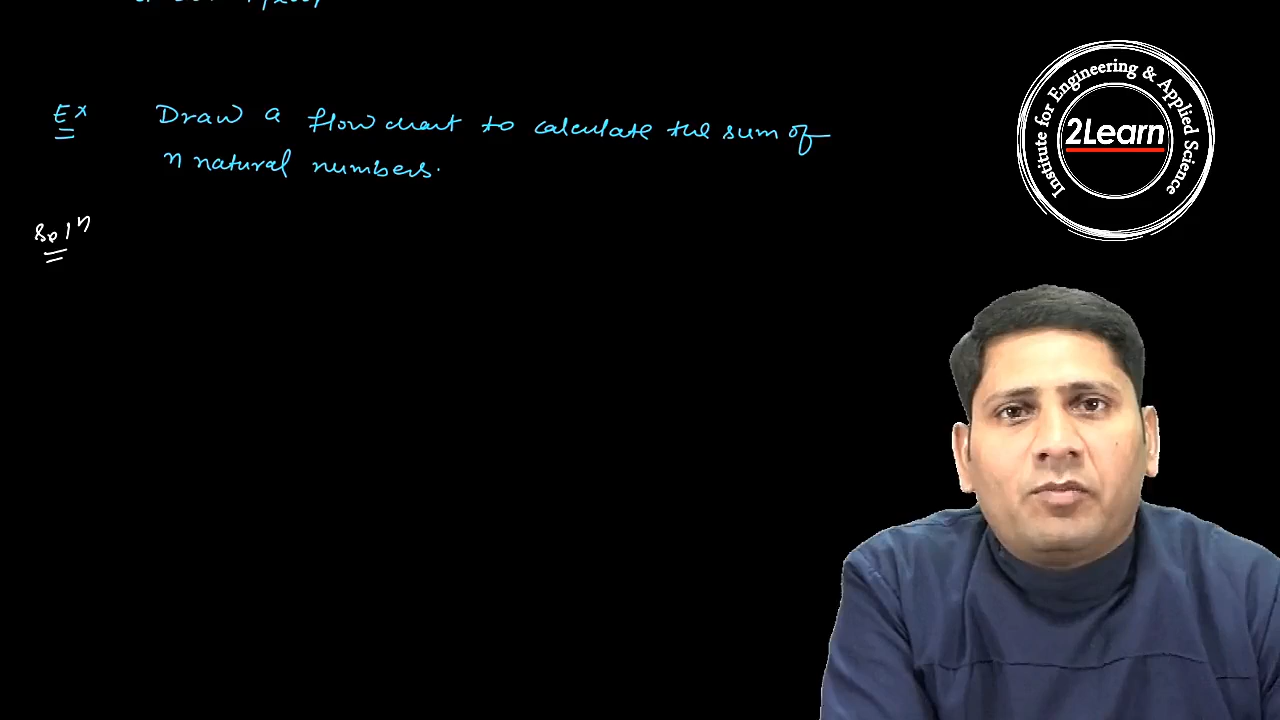 Ex Draw a flow chart to calculate the sum of
n natural numbers.
Solⁿ
Institute for Engineering & Applied Science
2Learn